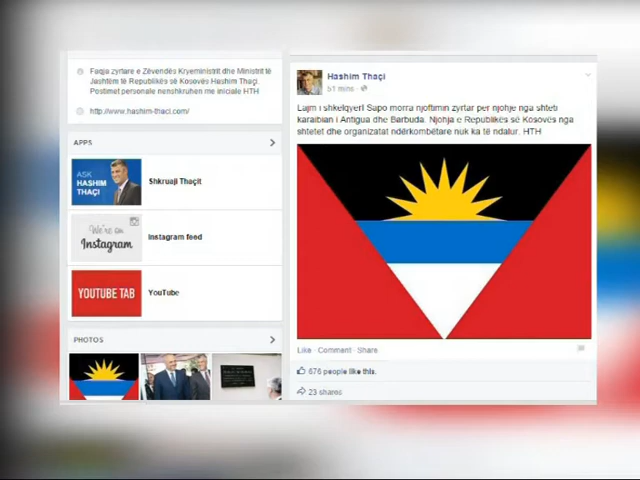 Faqja zyrtare e Zëvendës Kryeministrit dhe Ministrit të
Jashtëm të Republikës së Kosovës Hashim Thaçi.
Postimet personale nenshkruhen me iniciale HTH
http://www.hashim-thaci.com/
APPS
ASK
HASHIM
THAÇI
Shkruaji Thaçit
We're on
Instagram
Instagram feed
YOUTUBE TAB
YouTube
PHOTOS
Hashim Thaçi
51 mins
Lajm i shkelqyer! Sapo morra njoftimin zyrtar per njohje nga shteti
karaibian i Antigua dhe Barbuda. Njohja e Republikës së Kosovës nga
shtetet dhe organizatat ndërkombëtare nuk ka të ndalur. HTH
Like · Comment · Share
676 people like this.
23 shares